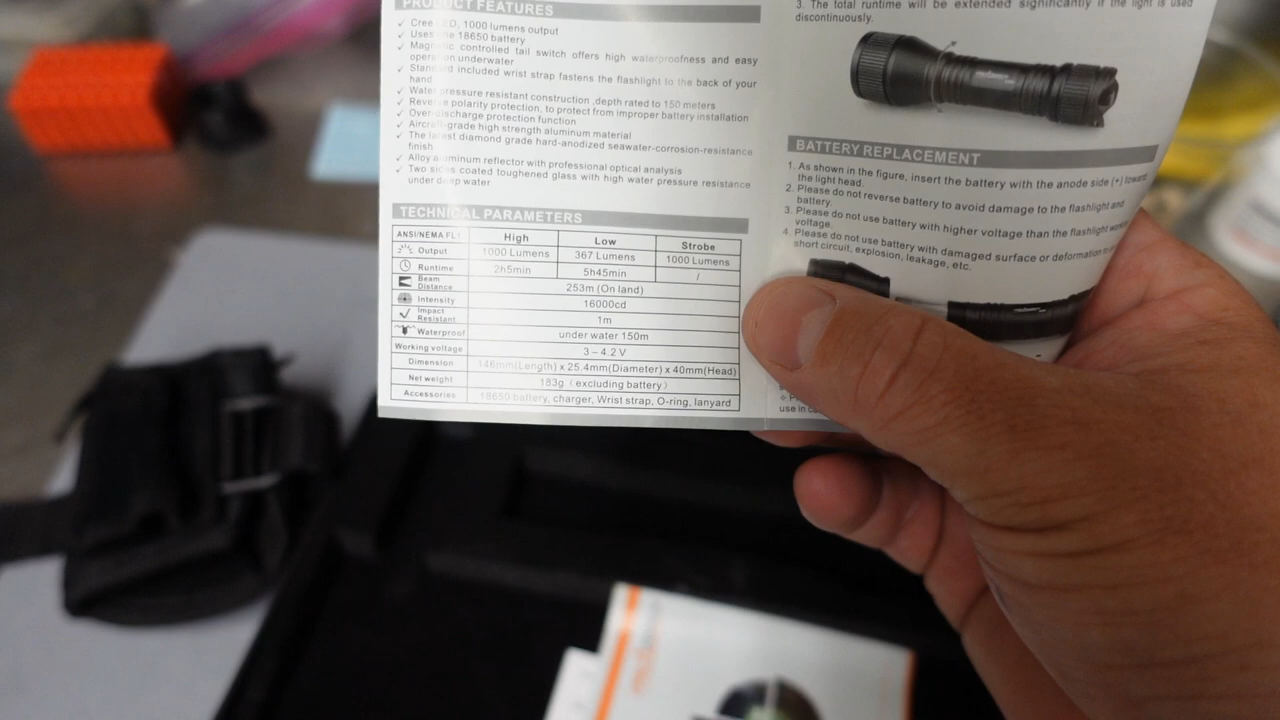 PRODUCT FEATURES
✓ Cree LED, 1000 lumens output
✓ Uses one 18650 battery
✓ Magnetic controlled tail switch offers high waterproofness and easy
operation underwater
✓ Standard included wrist strap fastens the flashlight to the back of your
hand
✓ Water pressure resistant construction ,depth rated to 150 meters
✓ Reverse polarity protection, to protect from improper battery installation
✓ Over-discharge protection function
✓ Aircraft-grade high strength aluminum material
✓ The latest diamond grade hard-anodized seawater-corrosion-resistance
finish
✓ Alloy aluminum reflector with professional optical analysis
✓ Two sides coated toughened glass with high water pressure resistance
under deep water
TECHNICAL PARAMETERS
ANSI/NEMA FL1 High Low Strobe
Output 1000 Lumens 367 Lumens 1000 Lumens
Runtime 2h5min 5h45min /
Beam
Distance 253m (On land)
Intensity 16000cd
Impact
Resistant 1m
Waterproof under water 150m
Working voltage 3–4.2 V
Dimension 146mm(Length) x 25.4mm(Diameter) x 40mm(Head)
Net weight 183g (excluding battery)
Accessories 18650 battery, charger, Wrist strap, O-ring, lanyard
3. The total runtime will be extended significantly if the light is used
discontinuously.
BATTERY REPLACEMENT
1. As shown in the figure, insert the battery with the anode side (+) toward
the light head.
2. Please do not reverse battery to avoid damage to the flashlight and
battery.
3. Please do not use battery with higher voltage than the flashlight
voltage.
4. Please do not use battery with damaged surface or deformation
short circuit, explosion, leakage, etc.
use in